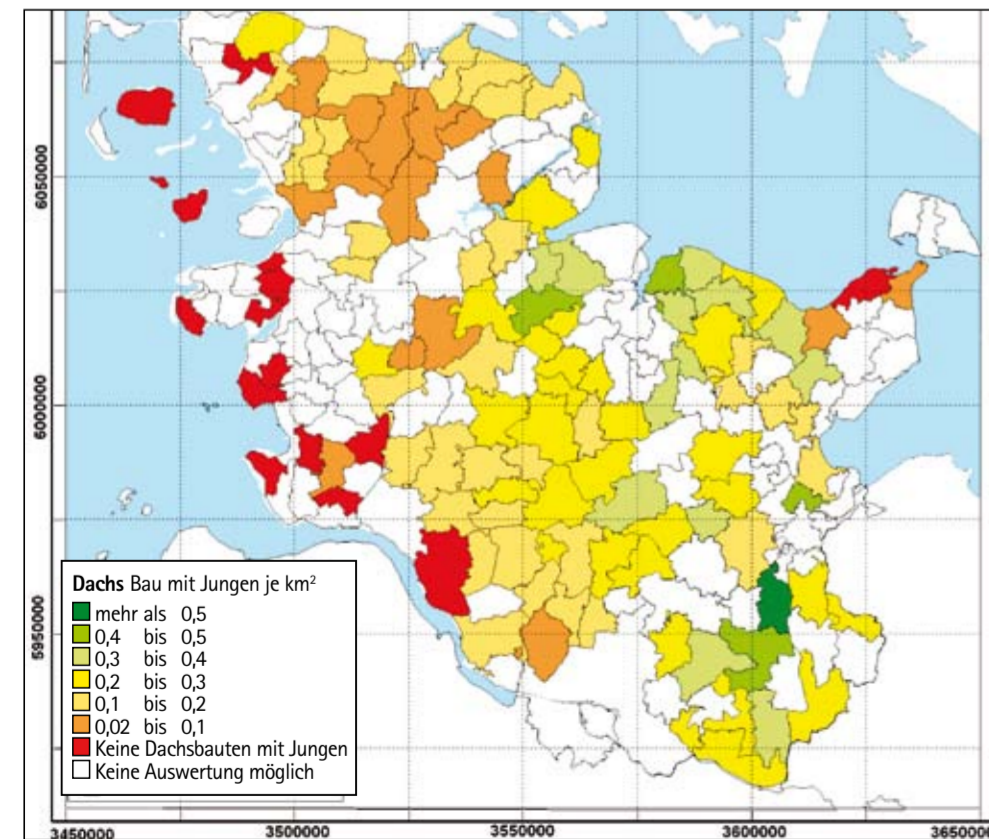 6050000
6000000
5950000
Dachs Bau mit Jungen je km²
mehr als 0,5
0,4 bis 0,5
0,3 bis 0,4
0,2 bis 0,3
0,1 bis 0,2
0,02 bis 0,1
Keine Dachsbauten mit Jungen
Keine Auswertung möglich
3450000 3500000 3550000 3600000 3650000